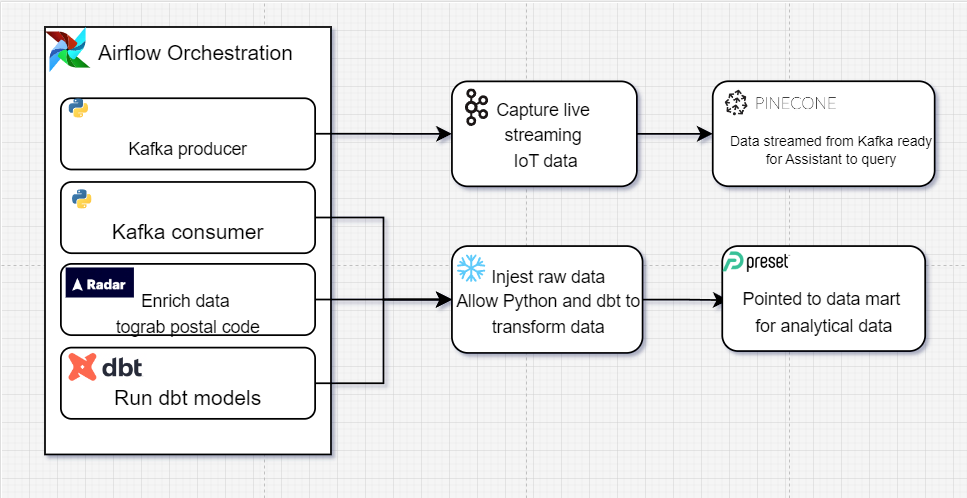 Airflow Orchestration
Kafka producer
Kafka consumer
Radar
Enrich data
tograb postal code
dbt
Run dbt models
Capture live
streaming
IoT data
PINECONE
Data streamed from Kafka ready
for Assistant to query
Injest raw data
Allow Python and dbt to
transform data
preset
Pointed to data mart
for analytical data